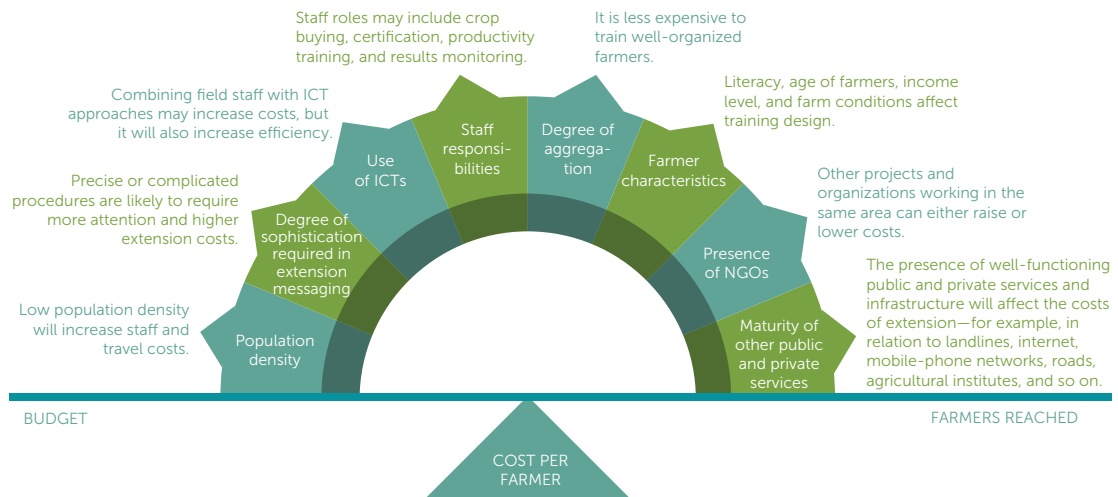 Staff roles may include crop
buying, certification, productivity
training, and results monitoring.
It is less expensive to
train well-organized
farmers.
Combining field staff with ICT
approaches may increase costs, but
it will also increase efficiency.
Literacy, age of farmers, income
level, and farm conditions affect
training design.
Precise or complicated
procedures are likely to require
more attention and higher
extension costs.
Other projects and
organizations working in the
same area can either raise or
lower costs.
Low population density
will increase staff and
travel costs.
The presence of well-functioning
public and private services and
infrastructure will affect the costs
of extension—for example, in
relation to landlines, internet,
mobile-phone networks, roads,
agricultural institutes, and so on.
Population
density
Degree of
sophistication
required in
extension
messaging
Use
of ICTs
Staff
responsi-
bilities
Degree of
aggrega-
tion
Farmer
characteristics
Presence
of NGOs
Maturity of
other public
and private
services
BUDGET
FARMERS REACHED
COST PER
FARMER